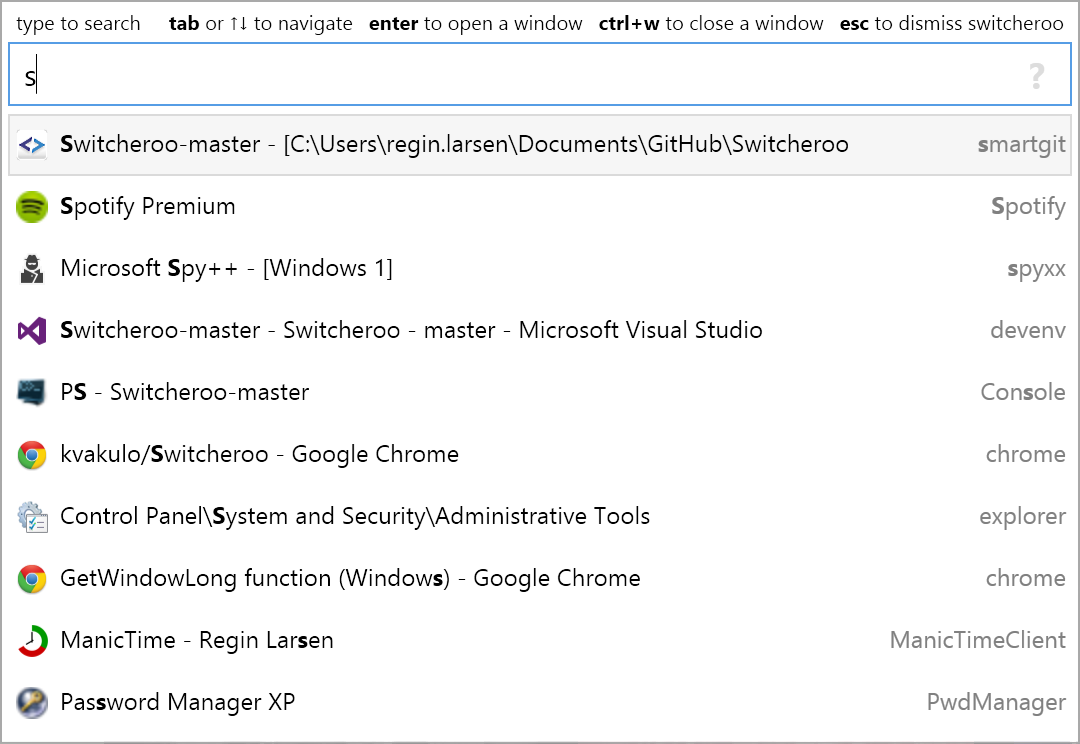 type to search tab or ↑↓ to navigate enter to open a window ctrl+w to close a window esc to dismiss switcheroo
s ?
Switcheroo-master - [C:\Users\regin.larsen\Documents\GitHub\Switcheroo smartgit
Spotify Premium Spotify
Microsoft Spy++ - [Windows 1] spyxx
Switcheroo-master - Switcheroo - master - Microsoft Visual Studio devenv
PS - Switcheroo-master Console
kvakulo/Switcheroo - Google Chrome chrome
Control Panel\System and Security\Administrative Tools explorer
GetWindowLong function (Windows) - Google Chrome chrome
ManicTime - Regin Larsen ManicTimeClient
Password Manager XP PwdManager